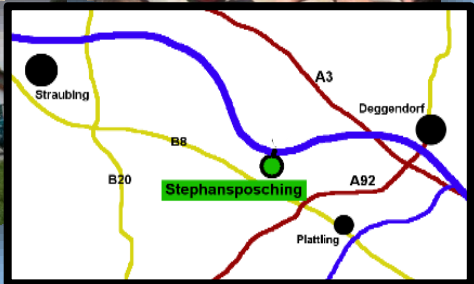 A3
Straubing
Deggendorf
B8
B20
Stephansposching
A92
Plattling